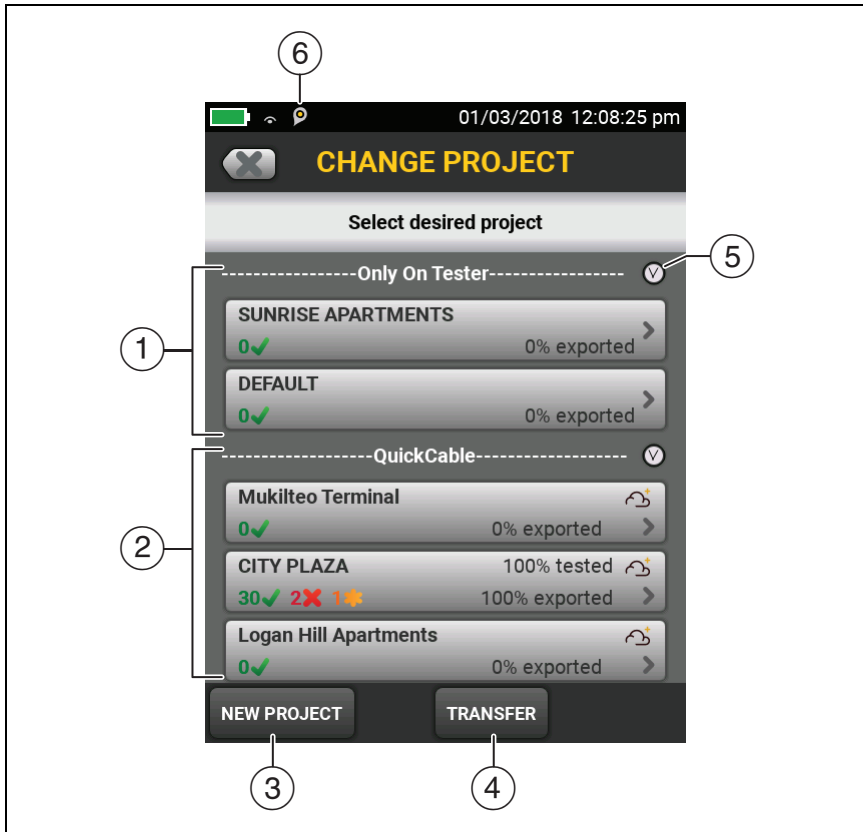 6
01/03/2018 12:08:25 pm
CHANGE PROJECT
Select desired project
Only On Tester
5
SUNRISE APARTMENTS
0 0% exported
1
DEFAULT
0 0% exported
QuickCable
Mukilteo Terminal
0 0% exported
2
CITY PLAZA 100% tested
30 2 1 100% exported
Logan Hill Apartments
0 0% exported
NEW PROJECT TRANSFER
3 4